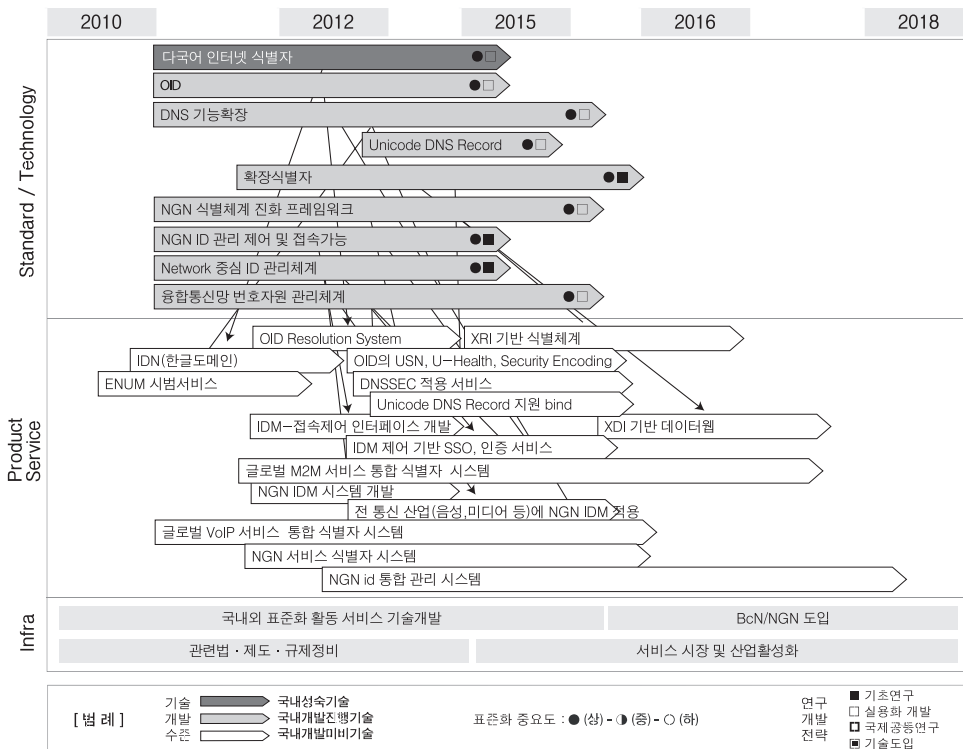 2010 2012 2015 2016 2018
Standard / Technology
다국어 인터넷 식별자
OID
DNS 기능확장
Unicode DNS Record
확장식별자
NGN 식별체계 진화 프레임워크
NGN ID 관리 제어 및 접속가능
Network 중심 ID 관리체계
융합통신망 번호자원 관리체계
Product
Service
OID Resolution System
XRI 기반 식별체계
IDN(한글도메인)
OID의 USN, U-Health, Security Encoding
ENUM 시범서비스
DNSSEC 적용 서비스
Unicode DNS Record 지원 bind
IDM-접속제어 인터페이스 개발
XDI 기반 데이터웹
IDM 제어 기반 SSO, 인증 서비스
글로벌 M2M 서비스 통합 식별자 시스템
NGN IDM 시스템 개발
전 통신 산업(음성,미디어 등)에 NGN IDM 적용
글로벌 VoIP 서비스 통합 식별자 시스템
NGN 서비스 식별자 시스템
NGN id 통합 관리 시스템
Infra
국내외 표준화 활동 서비스 기술개발
BcN/NGN 도입
관련법·제도·규제정비
서비스 시장 및 산업활성화
[ 범 례 ]
기술
개발
수준
국내성숙기술
국내개발진행기술
국내개발미비기술
표준화 중요도 : ● (상) - ◑ (중) - ○ (하)
연구
개발
전략
■ 기초연구
□ 실용화 개발
국제공동연구
▣ 기술도입